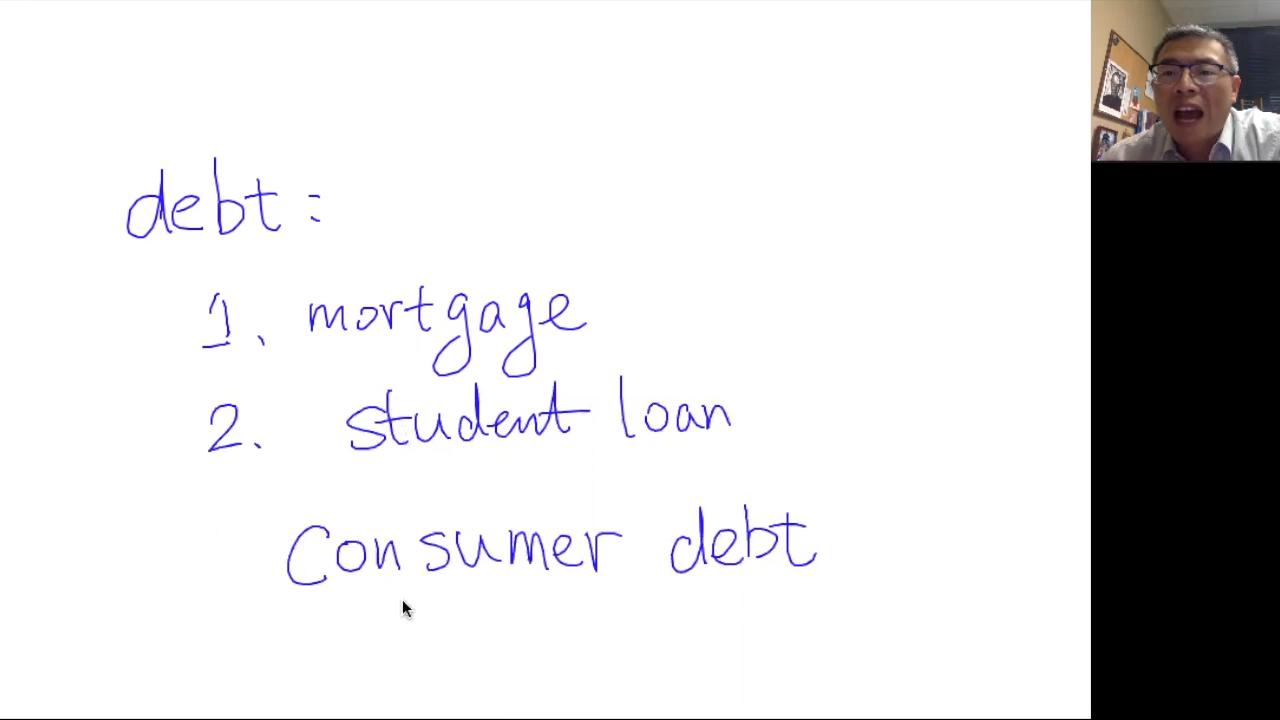 debt:
1. mortgage
2. student loan
Consumer debt